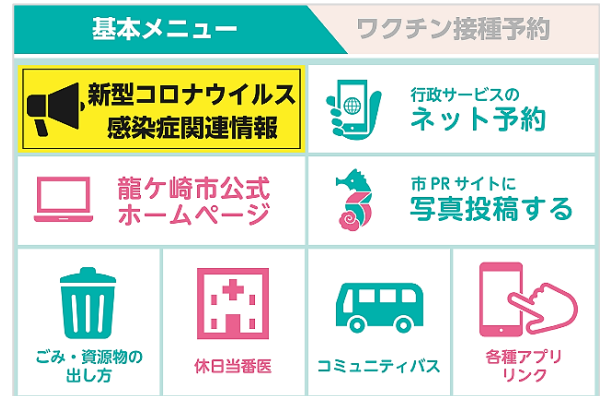 基本メニュー
ワクチン接種予約
新型コロナウイルス
感染症関連情報
行政サービスの
ネット予約
龍ケ崎市公式
ホームページ
市PRサイトに
写真投稿する
ごみ・資源物の
出し方
休日当番医
コミュニティバス
各種アプリ
リンク